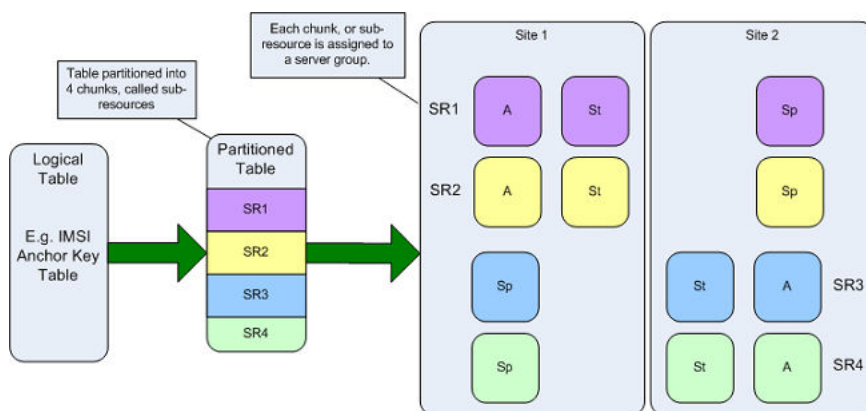 Each chunk, or sub-
resource is assigned to
a server group.
Table partitioned into
4 chunks, called sub-
resources
Logical
Table
E.g. IMSI
Anchor Key
Table
Partitioned
Table
SR1
SR2
SR3
SR4
Site 1
Site 2
SR1
A
St
Sp
SR2
A
St
Sp
Sp
St
A
SR3
Sp
St
A
SR4